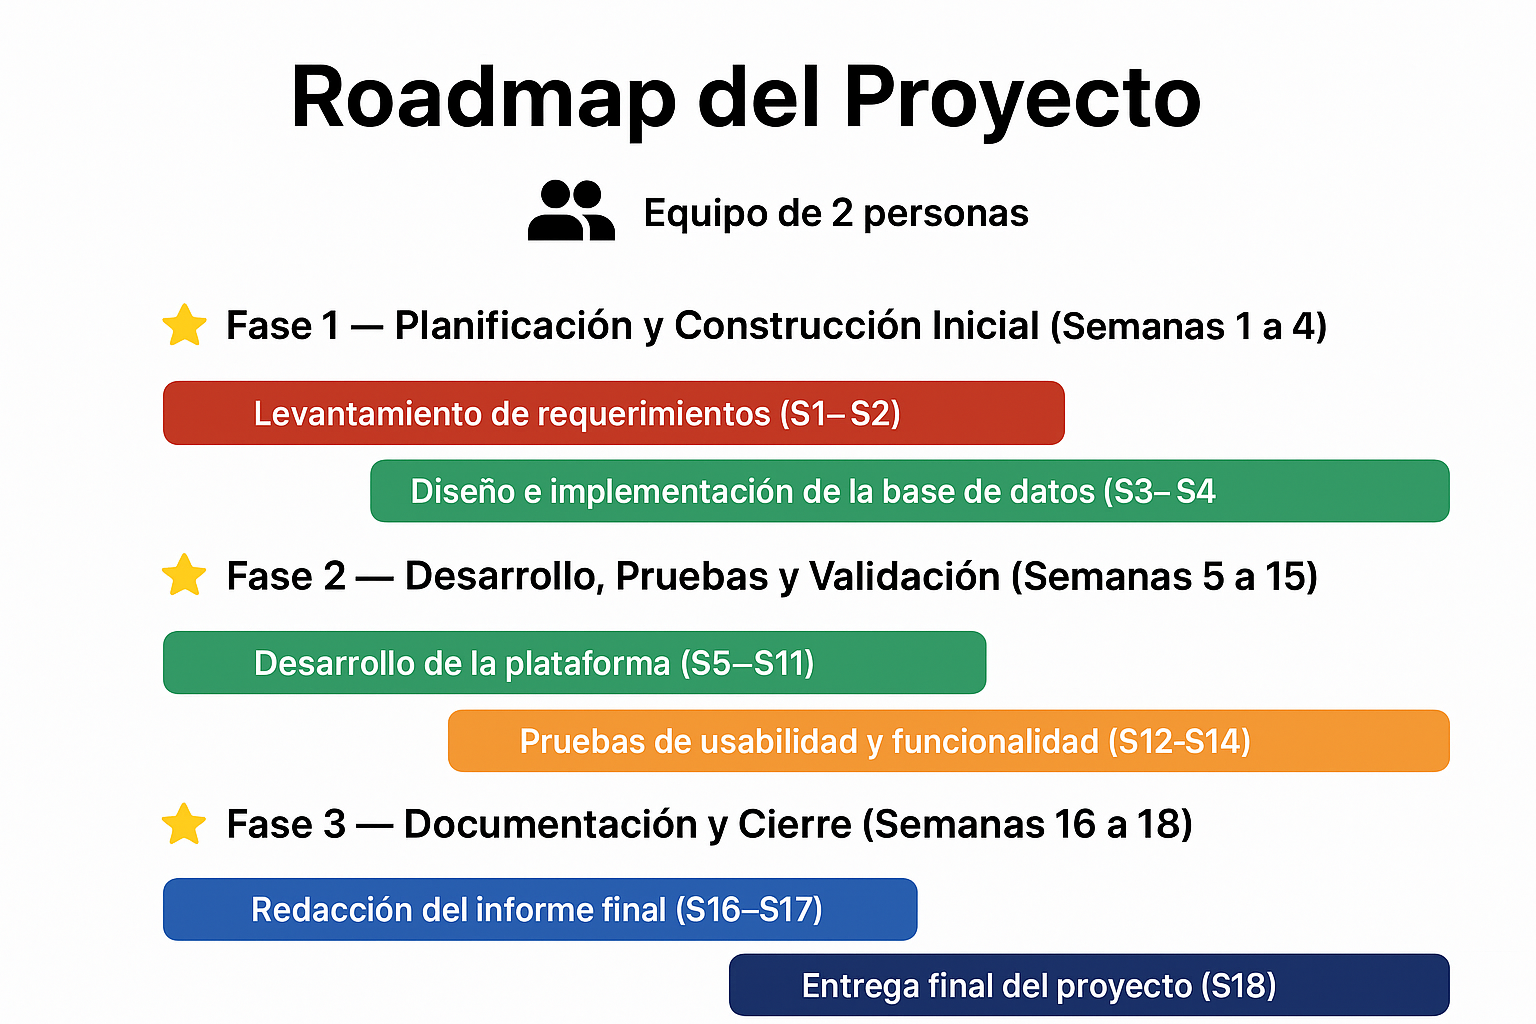 Roadmap del Proyecto
Equipo de 2 personas
Fase 1 — Planificación y Construcción Inicial (Semanas 1 a 4)
Levantamiento de requerimientos (S1– S2)
Diseño e implementación de la base de datos (S3– S4
Fase 2 — Desarrollo, Pruebas y Validación (Semanas 5 a 15)
Desarrollo de la plataforma (S5–S11)
Pruebas de usabilidad y funcionalidad (S12-S14)
Fase 3 — Documentación y Cierre (Semanas 16 a 18)
Redacción del informe final (S16–S17)
Entrega final del proyecto (S18)